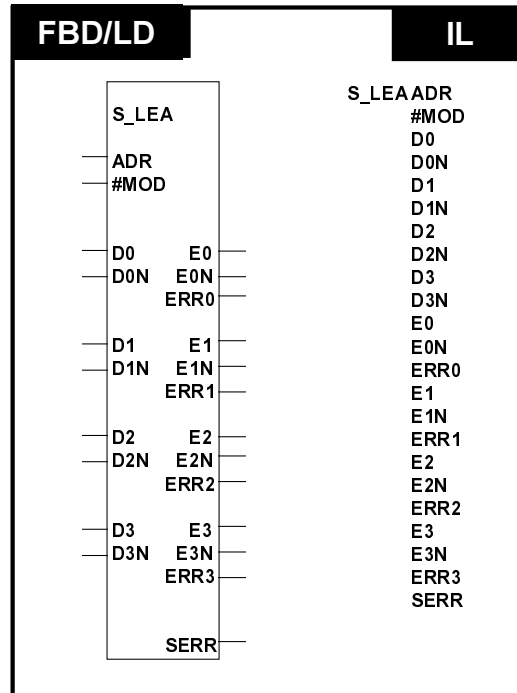 FBD/LD
IL
S_LEA
ADR
#MOD
D0 E0
D0N E0N
ERR0
D1 E1
D1N E1N
ERR1
D2 E2
D2N E2N
ERR2
D3 E3
D3N E3N
ERR3
SERR
S_LEA ADR
#MOD
D0
D0N
D1
D1N
D2
D2N
D3
D3N
E0
E0N
ERR0
E1
E1N
ERR1
E2
E2N
ERR2
E3
E3N
ERR3
SERR